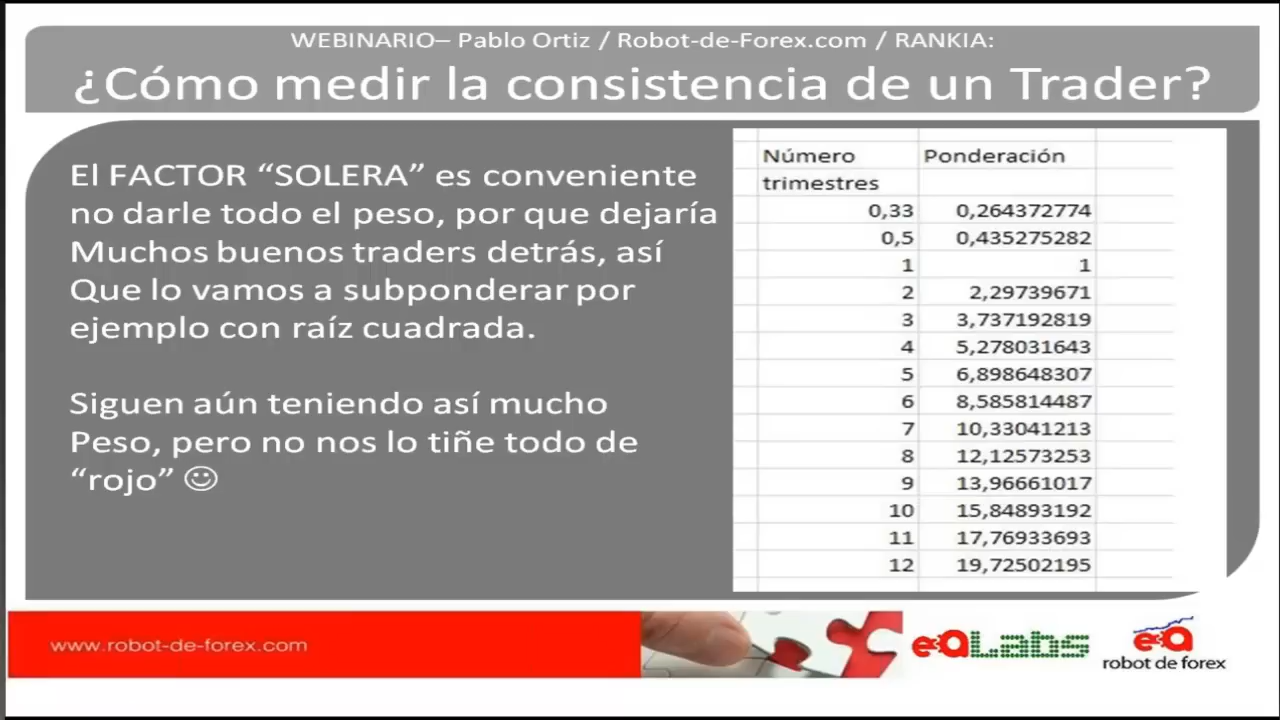 WEBINARIO– Pablo Ortiz / Robot-de-Forex.com / RANKIA:
¿Cómo medir la consistencia de un Trader?
El FACTOR “SOLERA” es conveniente
no darle todo el peso, por que dejaría
Muchos buenos traders detrás, así
Que lo vamos a subponderar por
ejemplo con raíz cuadrada.
Siguen aún teniendo así mucho
Peso, pero no nos lo tiñe todo de
“rojo” ☺
Número Ponderación
trimestres
0,33 0,264372774
0,5 0,435275282
1 1
2 2,29739671
3 3,737192819
4 5,278031643
5 6,898648307
6 8,585814487
7 10,33041213
8 12,12573253
9 13,96661017
10 15,84893192
11 17,76933693
12 19,72502195
www.robot-de-forex.com
eaLabs
ea
robot de forex